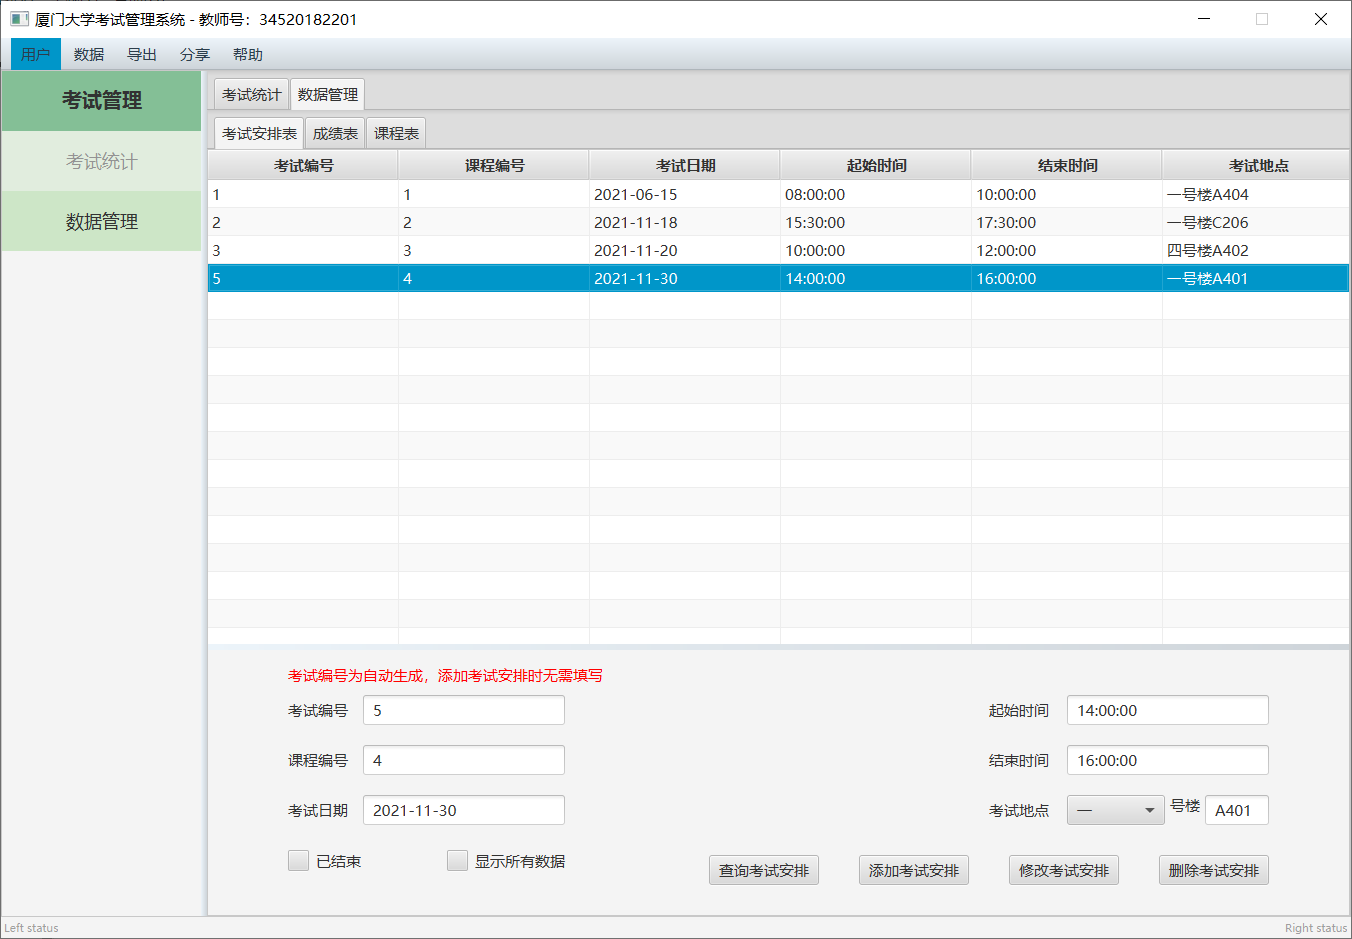 厦门大学考试管理系统 - 教师号：34520182201
用户 数据 导出 分享 帮助
考试管理
考试统计
数据管理
考试统计 数据管理
考试安排表 成绩表 课程表
考试编号 课程编号 考试日期 起始时间 结束时间 考试地点
1 1 2021-06-15 08:00:00 10:00:00 一号楼A404
2 2 2021-11-18 15:30:00 17:30:00 一号楼C206
3 3 2021-11-20 10:00:00 12:00:00 四号楼A402
5 4 2021-11-30 14:00:00 16:00:00 一号楼A401
考试编号为自动生成，添加考试安排时无需填写
考试编号 5 起始时间 14:00:00
课程编号 4 结束时间 16:00:00
考试日期 2021-11-30 考试地点 一 号楼 A401
已结束 显示所有数据 查询考试安排 添加考试安排 修改考试安排 删除考试安排
Left status Right status